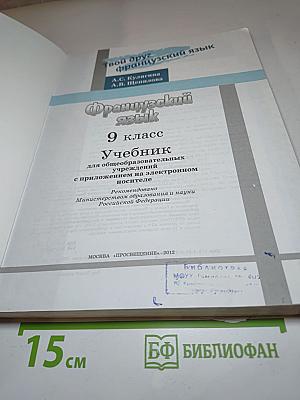 Твой друг
французский язык
А.С. Кулигина
А.В. Щепилова
Французский
язык
9 класс
Учебник
для общеобразовательных
учреждений
с приложением на электронном
носителе
Рекомендовано
Министерством образования и науки
Российской Федерации
МОСКВА «ПРОСВЕЩЕНИЕ» 2012
БИБЛИОТЕКА
15 см
БФ БИБЛИОФАН